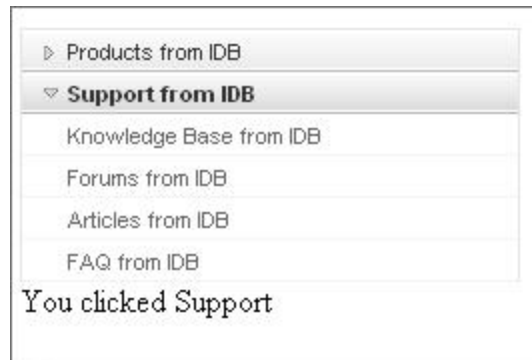 Products from IDB
Support from IDB
Knowledge Base from IDB
Forums from IDB
Articles from IDB
FAQ from IDB
You clicked Support